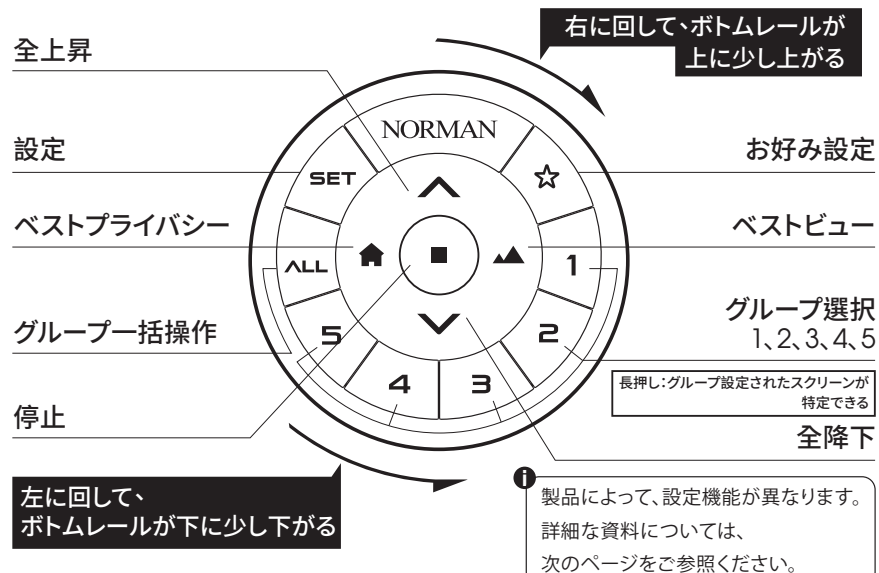 右に回して、ボトムレールが
上に少し上がる
全上昇
設定
ベストプライバシー
グループ一括操作
停止
左に回して、
ボトムレールが下に少し下がる
NORMAN
SET
ALL
1
2
3
4
5
お好み設定
ベストビュー
グループ選択
1、2、3、4、5
長押し:グループ設定されたスクリーンが
特定できる
全降下
i
製品によって、設定機能が異なります。
詳細な資料については、
次のページをご参照ください。